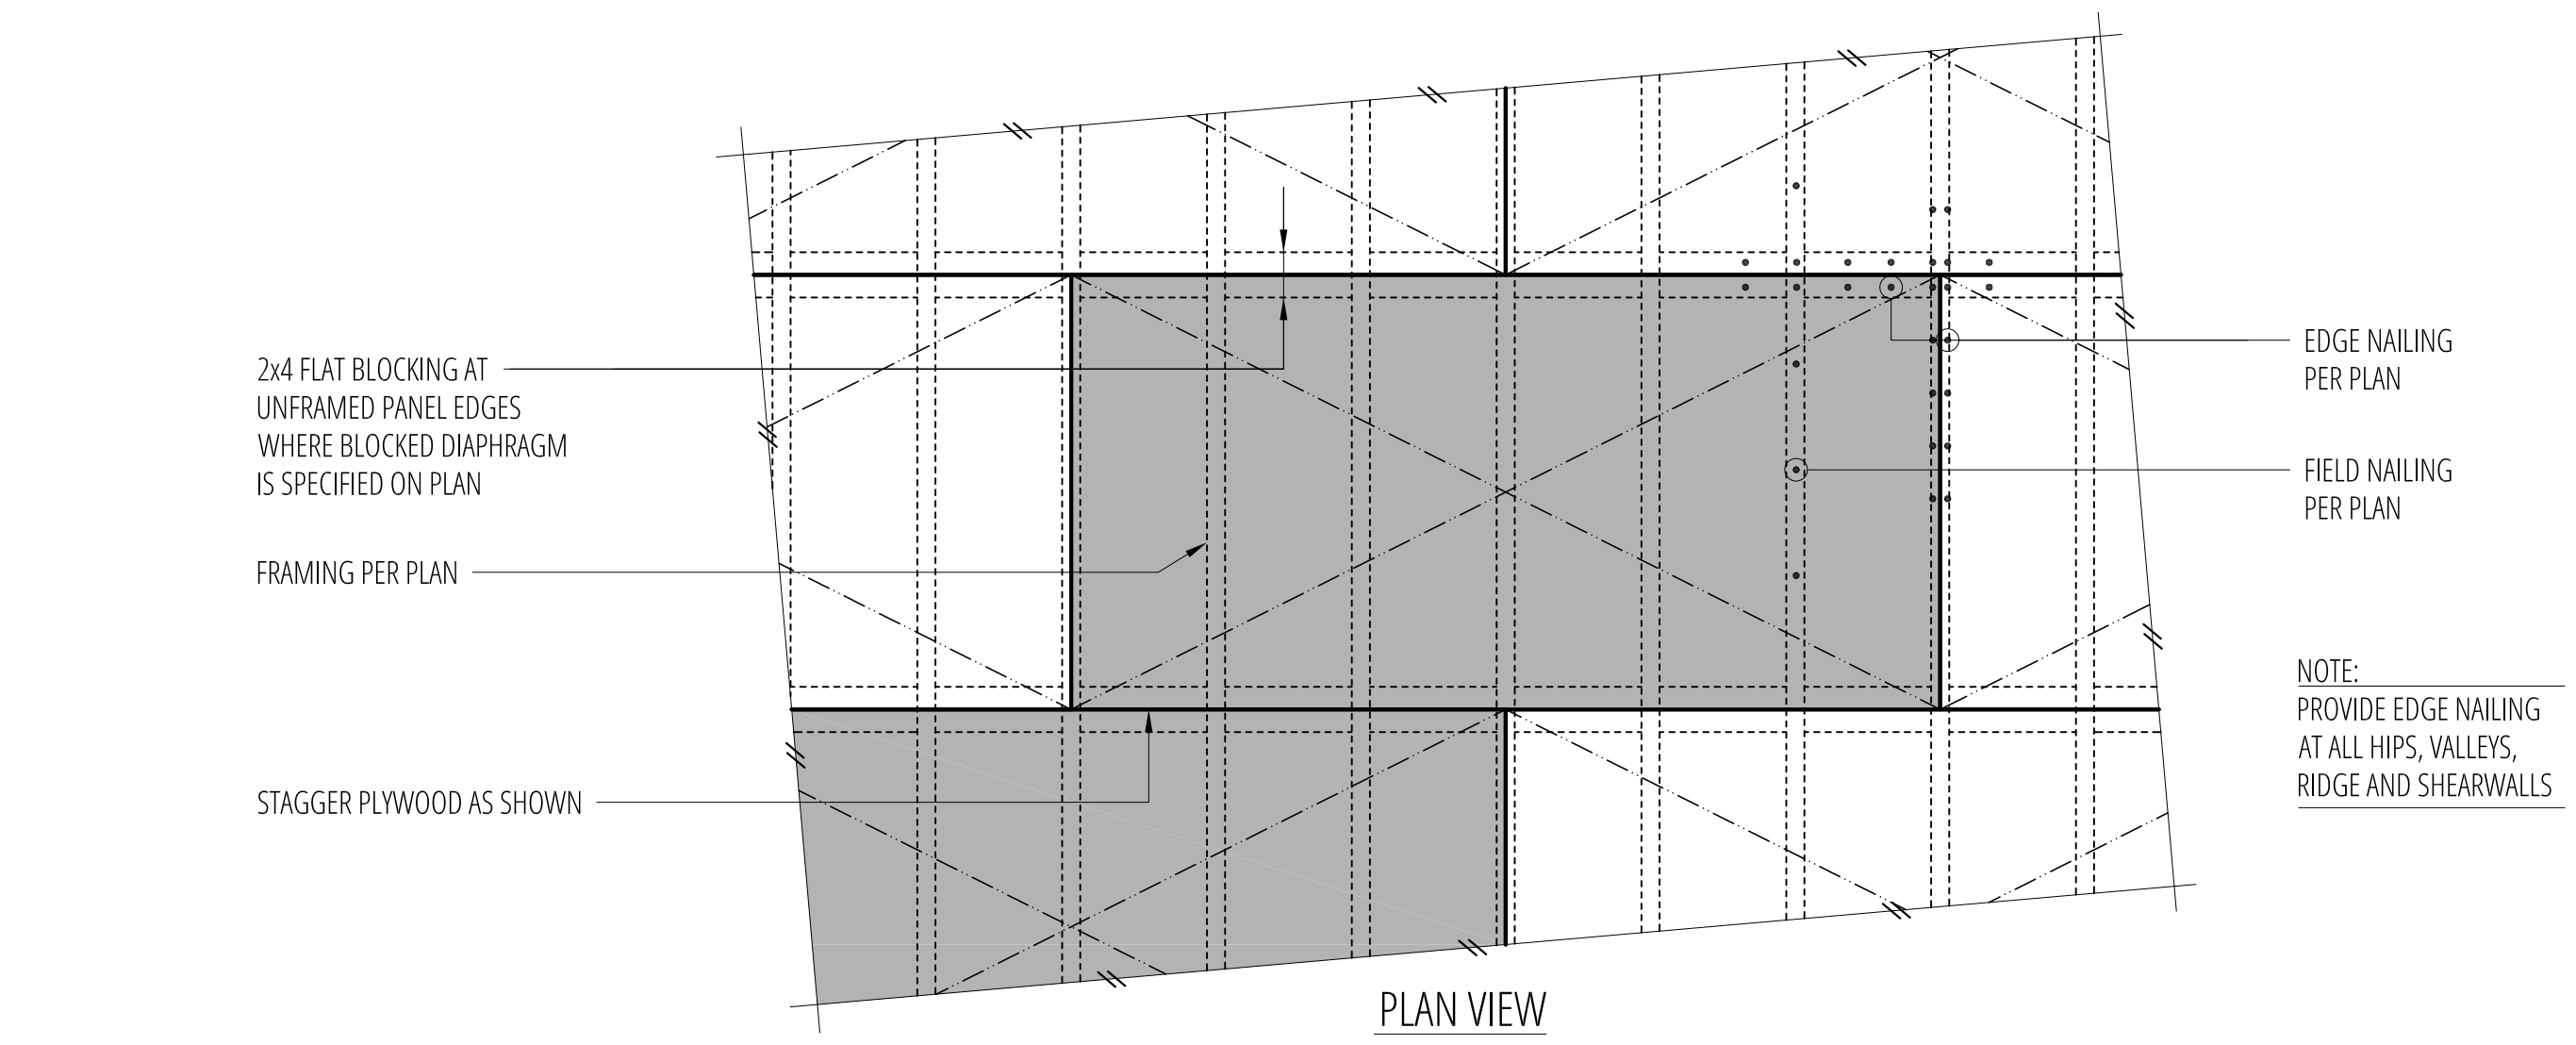 2x4 FLAT BLOCKING AT
UNFRAMED PANEL EDGES
WHERE BLOCKED DIAPHRAGM
IS SPECIFIED ON PLAN
FRAMING PER PLAN
STAGGER PLYWOOD AS SHOWN
EDGE NAILING
PER PLAN
FIELD NAILING
PER PLAN
NOTE:
PROVIDE EDGE NAILING
AT ALL HIPS, VALLEYS,
RIDGE AND SHEARWALLS
PLAN VIEW